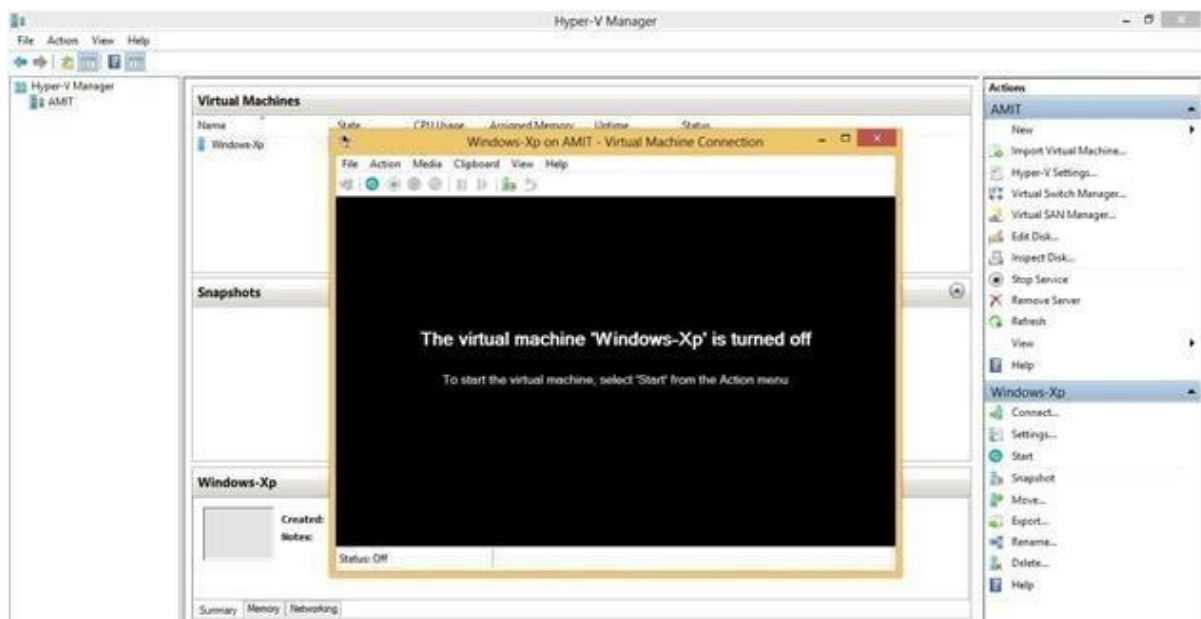 Hyper-V Manager
File Action View Help
Hyper-V Manager
AMIT
Virtual Machines
Name State CPU Usage Assigned Memory Uptime Status
Windows-Xp
Snapshots
Windows-Xp
Created:
Notes:
Summary Memory Networking
Windows-Xp on AMIT - Virtual Machine Connection
File Action Media Clipboard View Help
The virtual machine 'Windows-Xp' is turned off
To start the virtual machine, select 'Start' from the Action menu
Status: Off
Actions
AMIT
New
Import Virtual Machine...
Hyper-V Settings...
Virtual Switch Manager...
Virtual SAN Manager...
Edit Disk...
Inspect Disk...
Stop Service
Remove Server
Refresh
View
Help
Windows-Xp
Connect...
Settings...
Start
Snapshot
Move...
Export...
Rename...
Delete...
Help